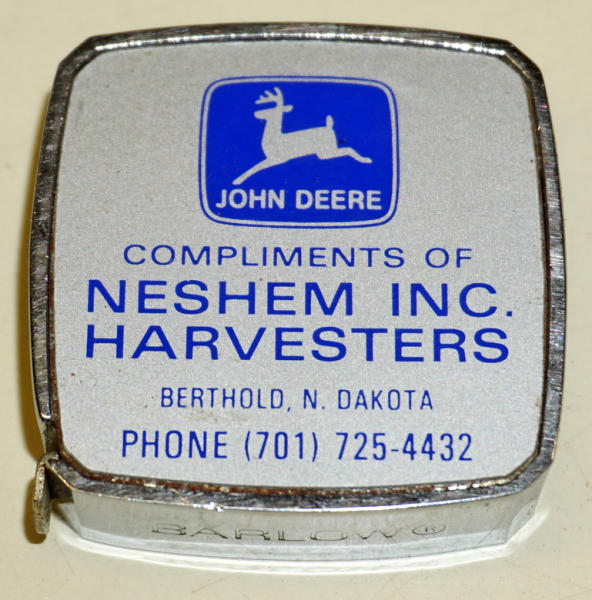 JOHN DEERE
COMPLIMENTS OF
NESHEM INC.
HARVESTERS
BERTHOLD, N. DAKOTA
PHONE (701) 725-4432
BARLOW®